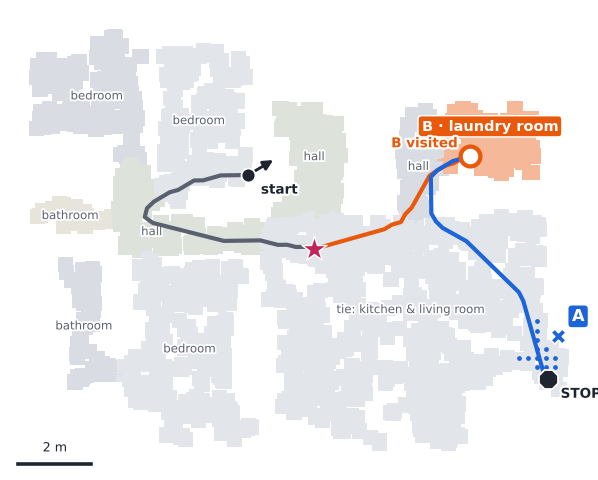 bedroom
bedroom
B · laundry room
B visited
hall
hall
start
bathroom
hall
tie: kitchen & living room
A
bathroom
bedroom
STOP
2 m